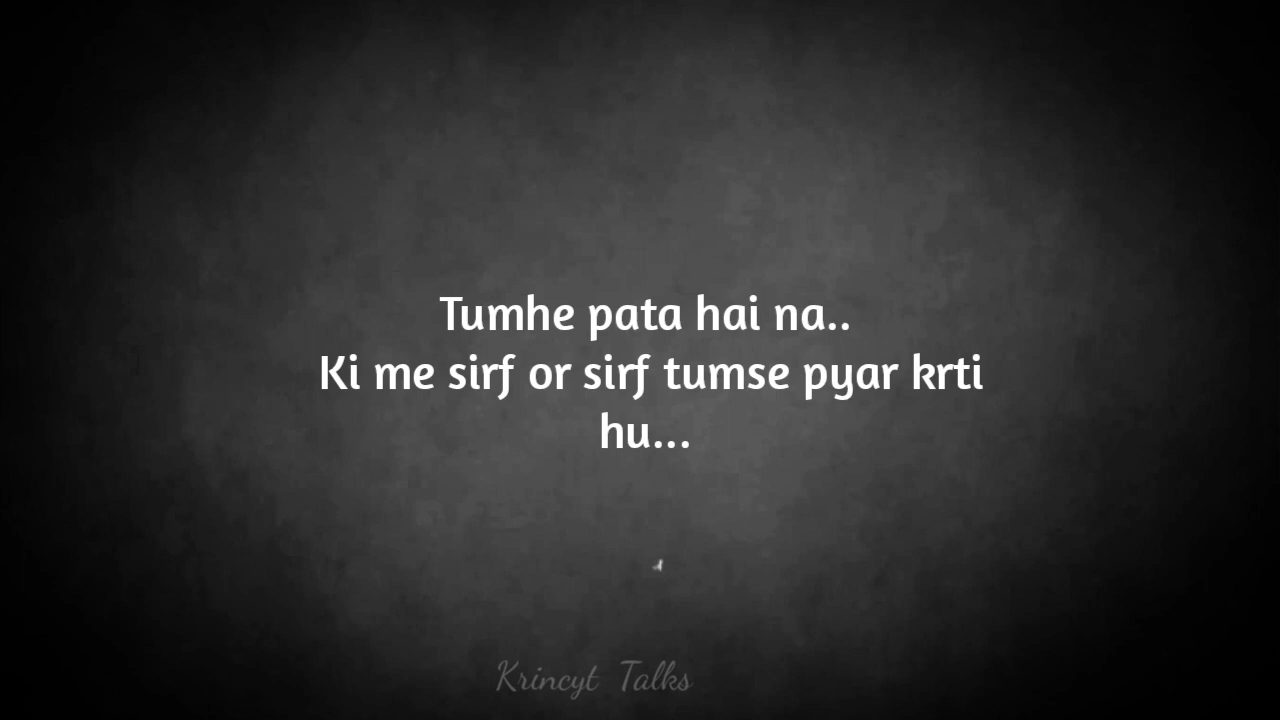 Tumhe pata hai na..
Ki me sirf or sirf tumse pyar krti
hu...
Krincyt Talks